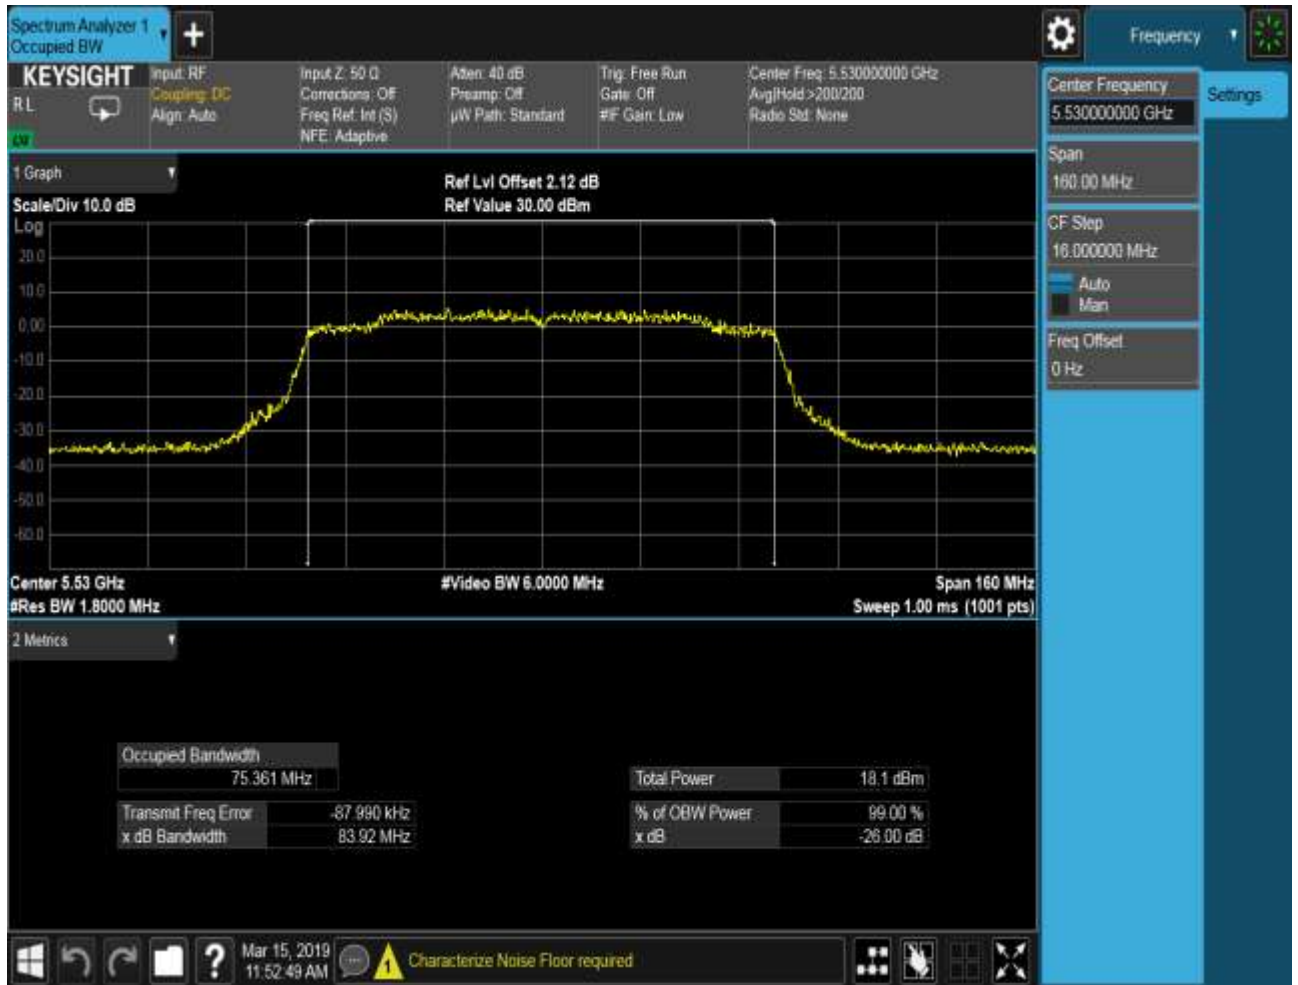 Spectrum Analyzer 1
Occupied BW
Frequency
KEYSIGHT
Input: RF
Input Z: 50 Ω
Atten: 40 dB
Trig: Free Run
Center Freq: 5.530000000 GHz
R L
Coupling: DC
Corrections: Off
Preamp: Off
Gate: Off
Avg|Hold:>200/200
Align: Auto
Freq Ref: Int (S)
µW Path: Standard
#IF Gain: Low
Radio Std: None
NFE: Adaptive
Center Frequency
5.530000000 GHz
Settings
Span
160.00 MHz
CF Step
16.000000 MHz
Auto
Man
Freq Offset
0 Hz
1 Graph
Ref Lvl Offset 2.12 dB
Scale/Div 10.0 dB
Ref Value 30.00 dBm
Log
20.0
10.0
0.00
-10.0
-20.0
-30.0
-40.0
-50.0
-60.0
Center 5.53 GHz
#Video BW 6.0000 MHz
Span 160 MHz
#Res BW 1.8000 MHz
Sweep 1.00 ms (1001 pts)
2 Metrics
Occupied Bandwidth
75.361 MHz
Total Power 18.1 dBm
Transmit Freq Error -87.990 kHz
% of OBW Power 99.00 %
x dB Bandwidth 83.92 MHz
x dB -26.00 dB
Mar 15, 2019
11:52:49 AM
1
Characterize Noise Floor required